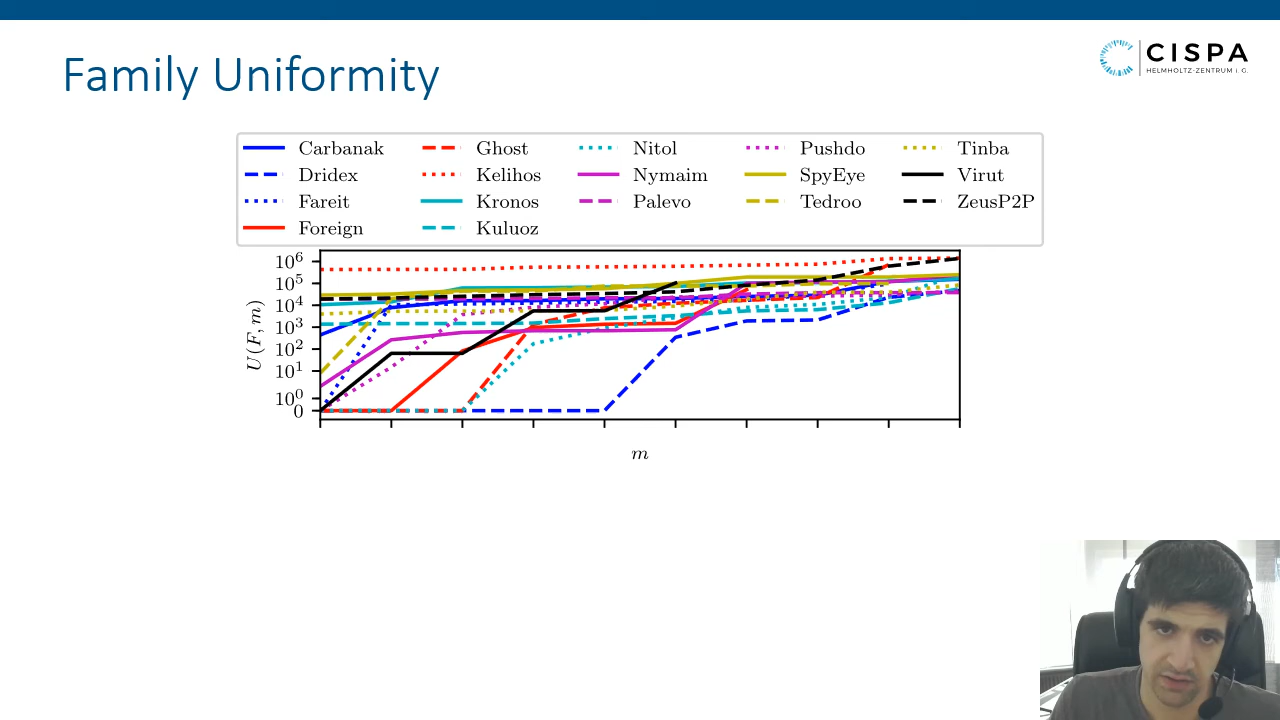 Family Uniformity
CISPA
HELMHOLTZ-ZENTRUM i. G.
Carbanak
Dridex
Fareit
Foreign
Ghost
Kelihos
Kronos
Kuluoz
Nitol
Nymaim
Palevo
Pushdo
SpyEye
Tedroo
Tinba
Virut
ZeusP2P
10⁶
10⁵
10⁴
10³
10²
10¹
10⁰
0
U(F, m)
m